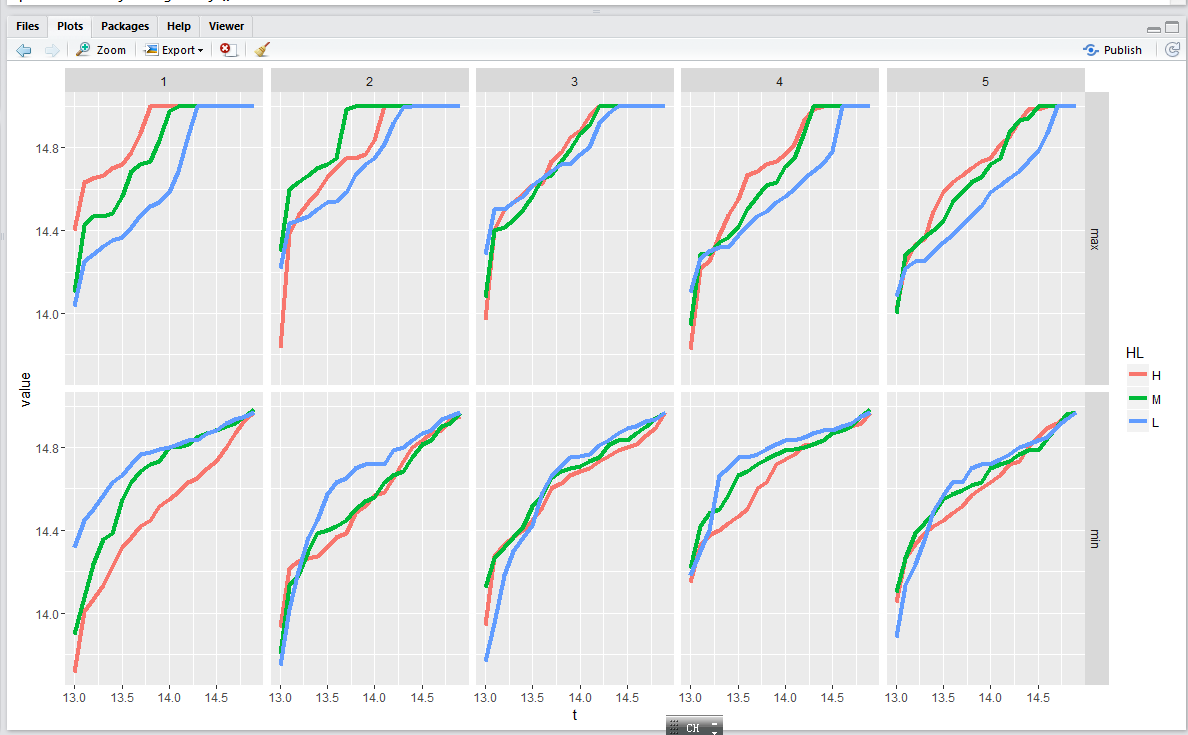 Files Plots Packages Help Viewer
Zoom Export Publish
1 2 3 4 5
14.8
14.4
14.0
max
value
14.8
14.4
14.0
min
HL
H
M
L
13.0 13.5 14.0 14.5 13.0 13.5 14.0 14.5 13.0 13.5 14.0 14.5 13.0 13.5 14.0 14.5 13.0 13.5 14.0 14.5
t
CH